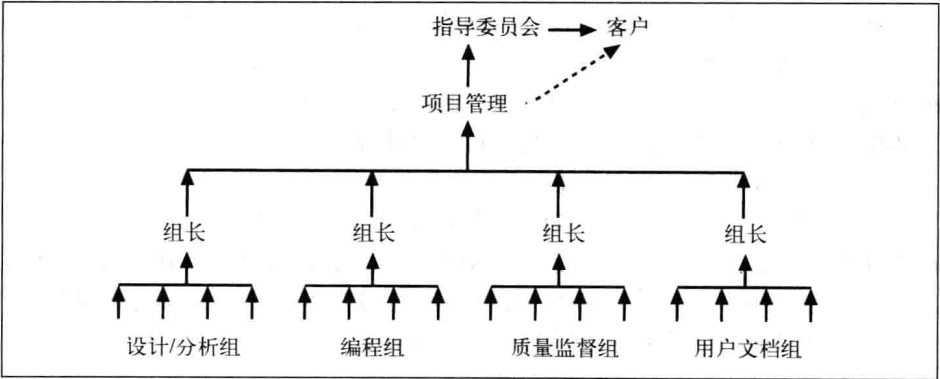 指导委员会 客户
项目管理
组长 组长 组长 组长
设计/分析组 编程组 质量监督组 用户文档组